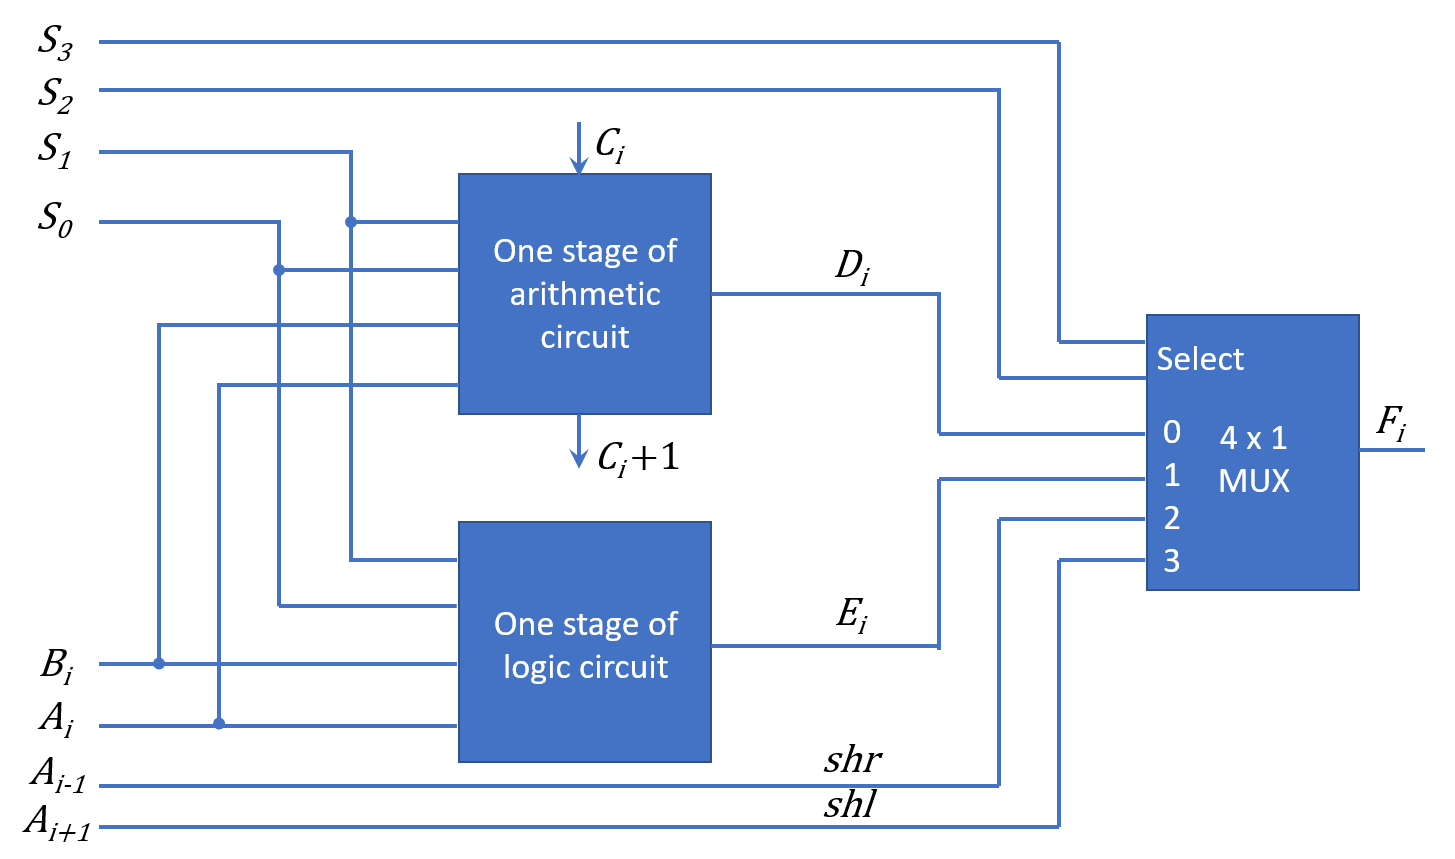 S3
S2
S1
S0
Ci
One stage of
arithmetic
circuit
Di
Ci+1
Select
0
1
2
3
4 x 1
MUX
Fi
One stage of
logic circuit
Ei
Bi
Ai
Ai-1
shr
Ai+1
shl